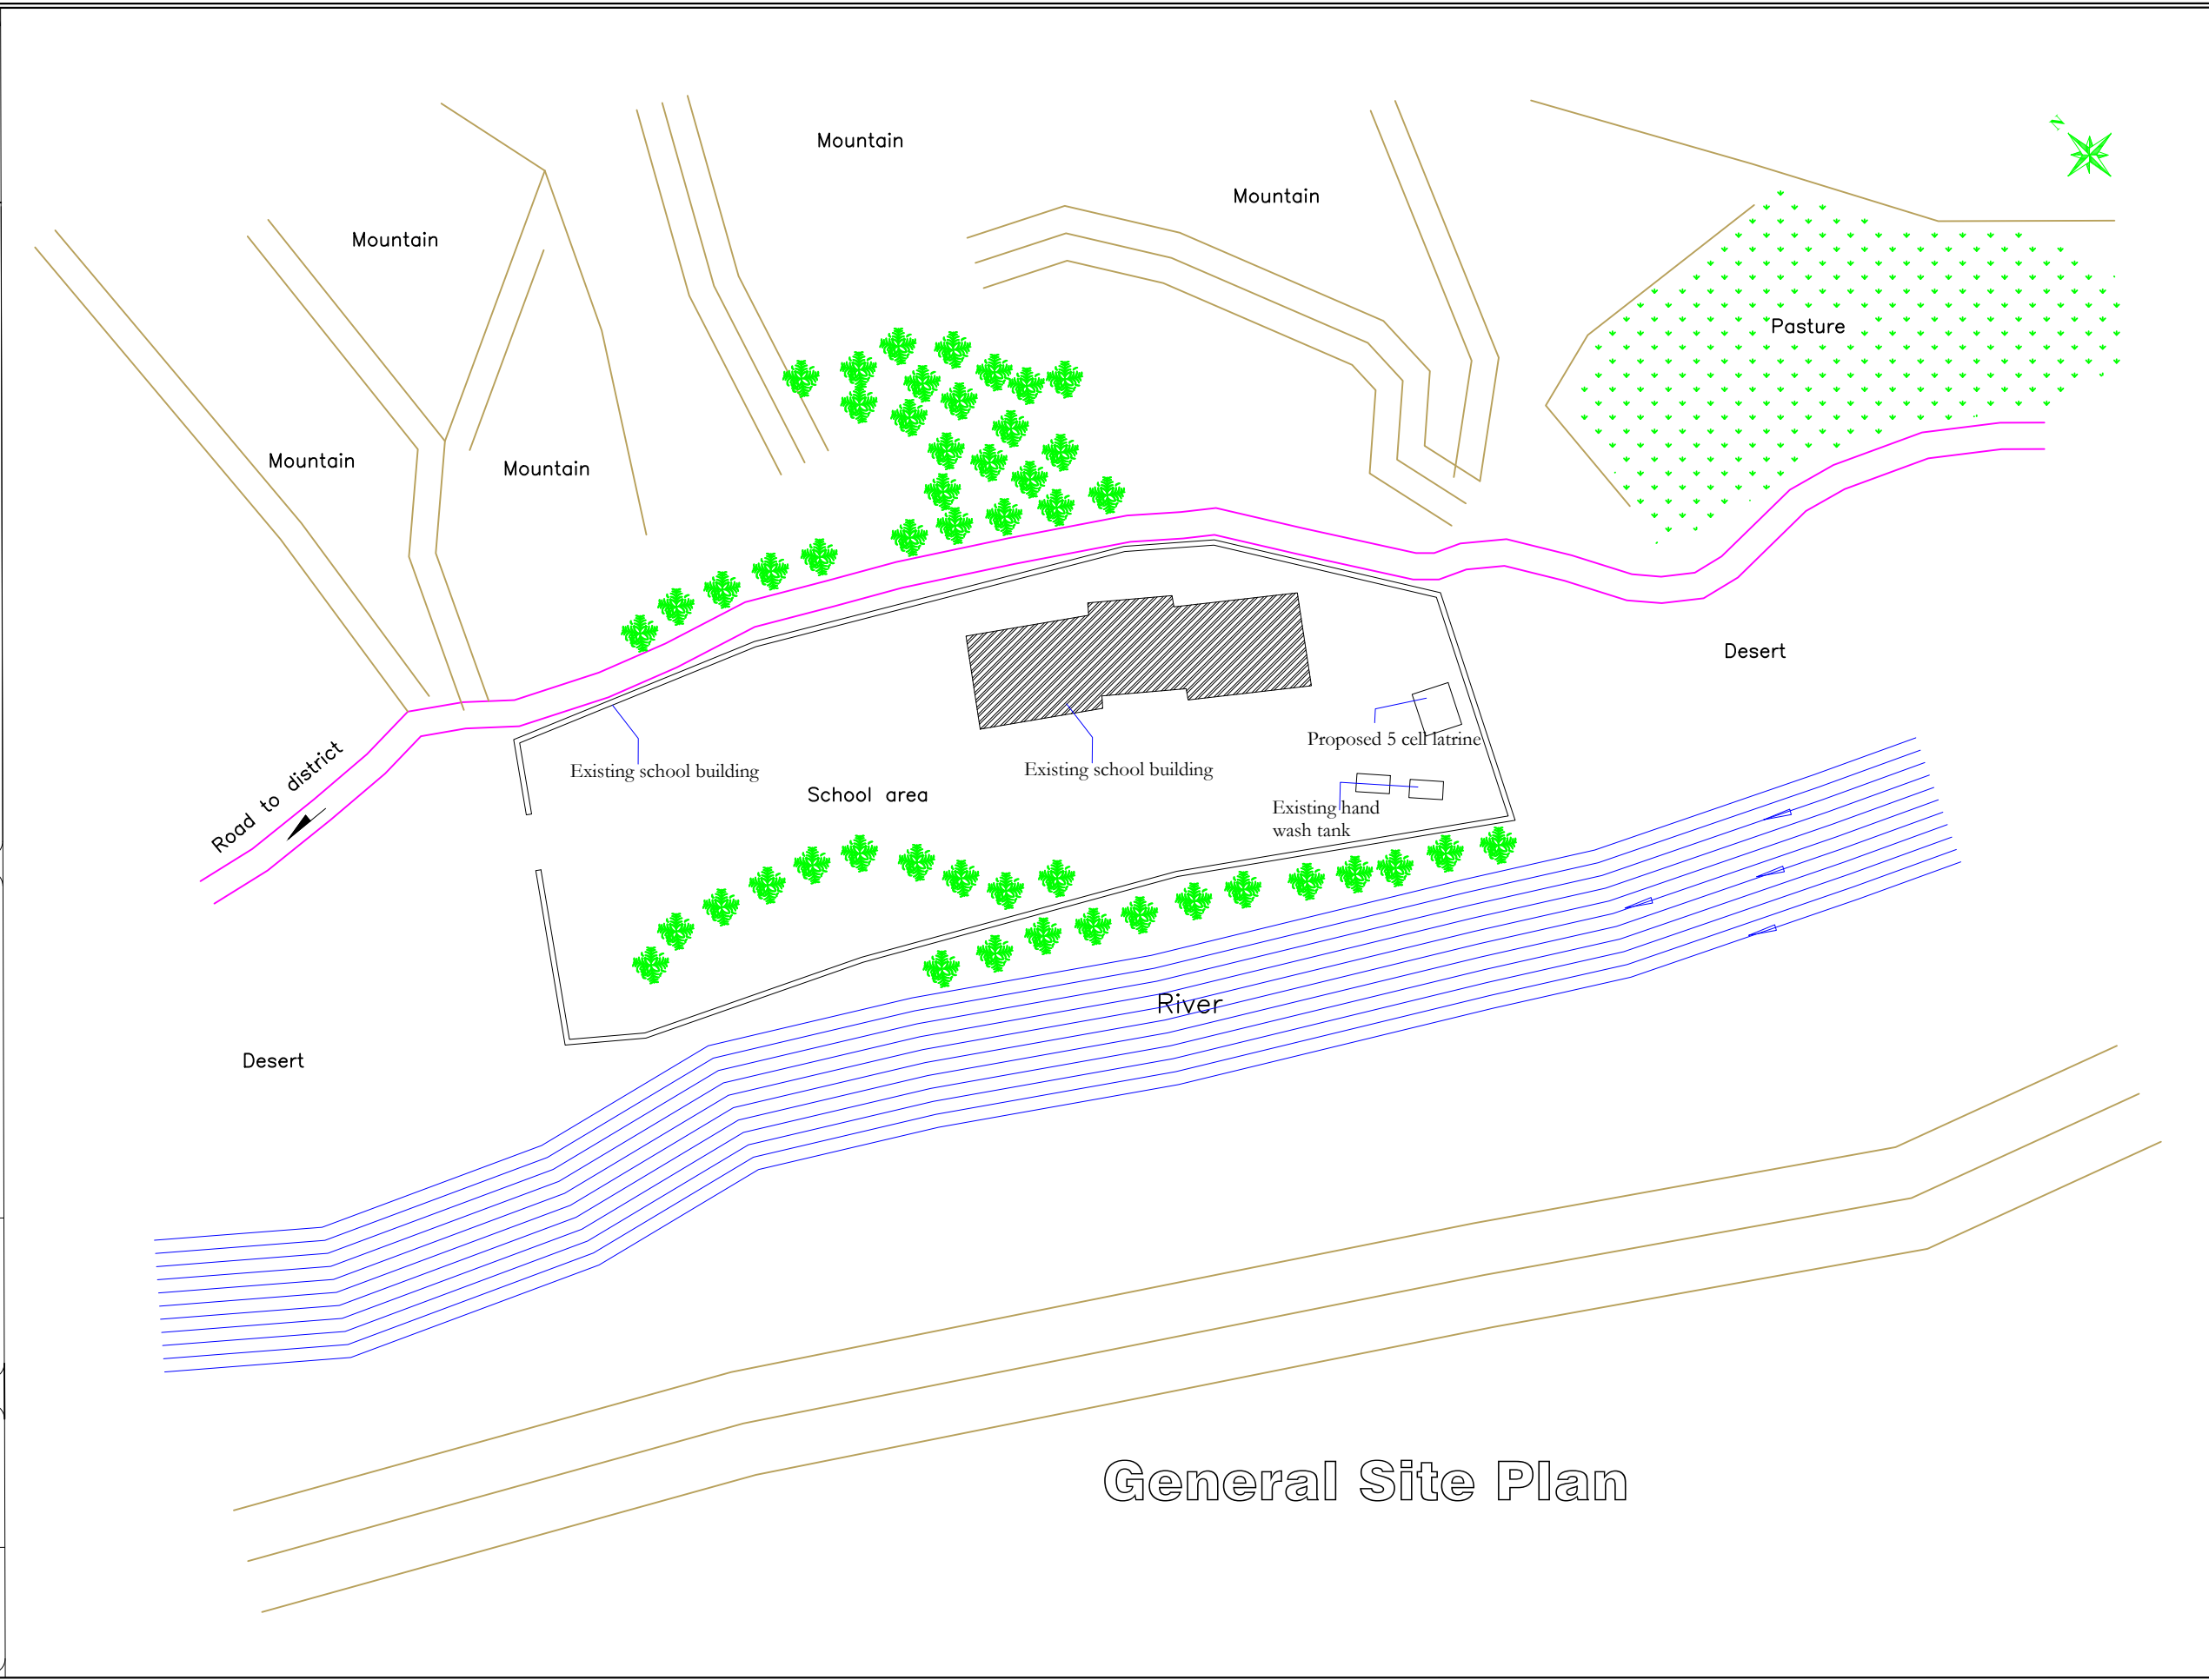 Mountain
N
Mountain
Mountain
Pasture
Mountain
Mountain
Desert
Proposed 5 cell latrine
Road to district
Existing school building
Existing school building
School area
Existing hand
wash tank
River
Desert
General Site Plan